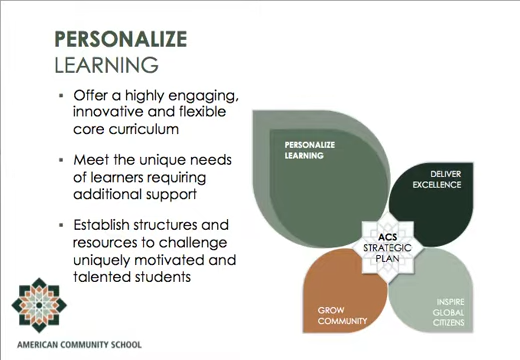 PERSONALIZE
LEARNING
▪ Offer a highly engaging,
innovative and flexible
core curriculum
▪ Meet the unique needs
of learners requiring
additional support
▪ Establish structures and
resources to challenge
uniquely motivated and
talented students
PERSONALIZE
LEARNING
DELIVER
EXCELLENCE
ACS
STRATEGIC
PLAN
GROW
COMMUNITY
INSPIRE
GLOBAL
CITIZENS
AMERICAN COMMUNITY SCHOOL